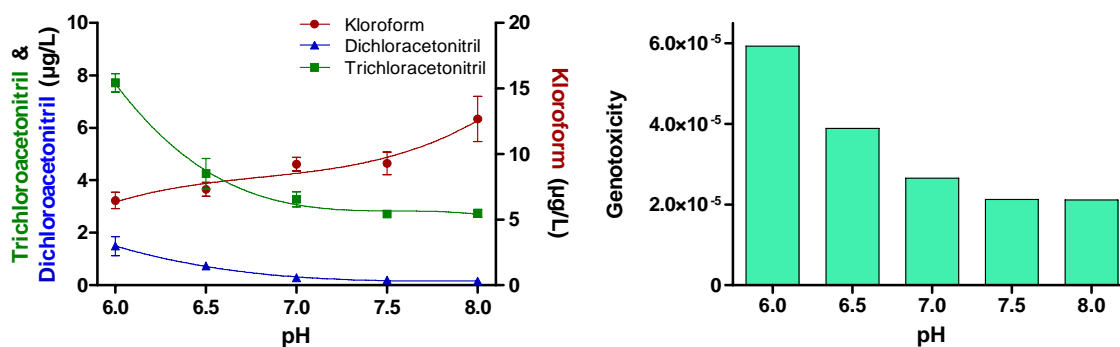 Trichloroacetonitril &
Dichloroacetonitril (µg/L)
10
8
6
4
2
0
Kloroform
Dichloracetonitril
Trichloracetonitril
20
15
10
5
0
Kloroform (µg/L)
6.0 6.5 7.0 7.5 8.0
pH
Genotoxicity
6.0×10-5
4.0×10-5
2.0×10-5
0
6.0 6.5 7.0 7.5 8.0
pH